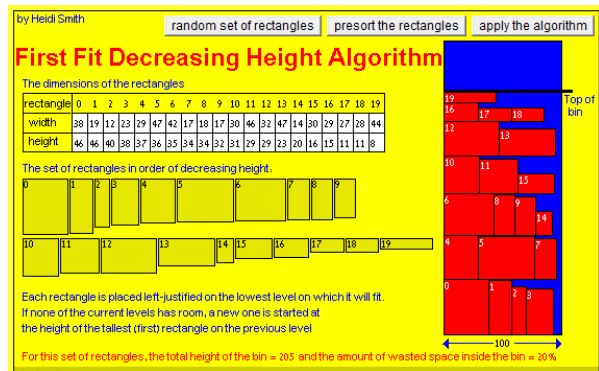 by Heidi Smith
random set of rectangles
presort the rectangles
apply the algorithm
First Fit Decreasing Height Algorithm
The dimensions of the rectangles
rectangle 0 1 2 3 4 5 6 7 8 9 10 11 12 13 14 15 16 17 18 19
width 38 19 12 23 29 47 42 17 18 17 30 46 32 47 14 30 29 27 28 44
height 46 46 40 38 37 36 35 34 34 32 31 29 29 23 20 16 15 11 11 8
The set of rectangles in order of decreasing height:
0 1 2 3 4 5 6 7 8 9
10 11 12 13 14 15 16 17 18 19
Each rectangle is placed left-justified on the lowest level on which it will fit.
If none of the current levels has room, a new one is started
at the height of the tallest (first) rectangle on the previous level
For this set of rectangles, the total height of the bin = 205 and the amount of wasted space inside the bin = 20%
Top of
bin
19
16 17 18
12 13
10 11 15
6 8 9 14
4 5 7
0 1 2 3
100